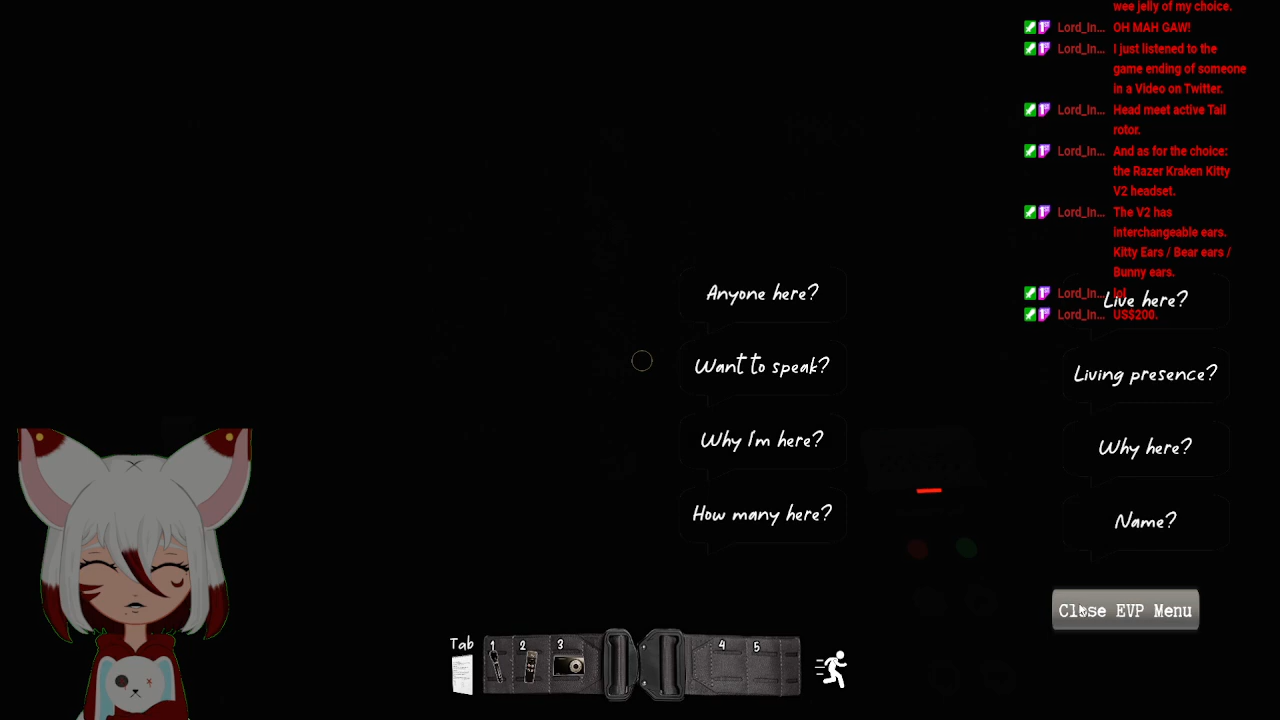 wee jelly of my choice.
Lord_In... OH MAH GAW!
Lord_In... I just listened to the
game ending of someone
in a Video on Twitter.
Lord_In... Head meet active Tail
rotor.
Lord_In... And as for the choice:
the Razer Kraken Kitty
V2 headset.
Lord_In... The V2 has
interchangeable ears.
Kitty Ears / Bear ears /
Bunny ears.
Lord_In... lol
Lord_In... US$200.
Anyone here?
Want to speak?
Why I'm here?
How many here?
Live here?
Living presence?
Why here?
Name?
Close EVP Menu
Tab
1 2 3 4 5